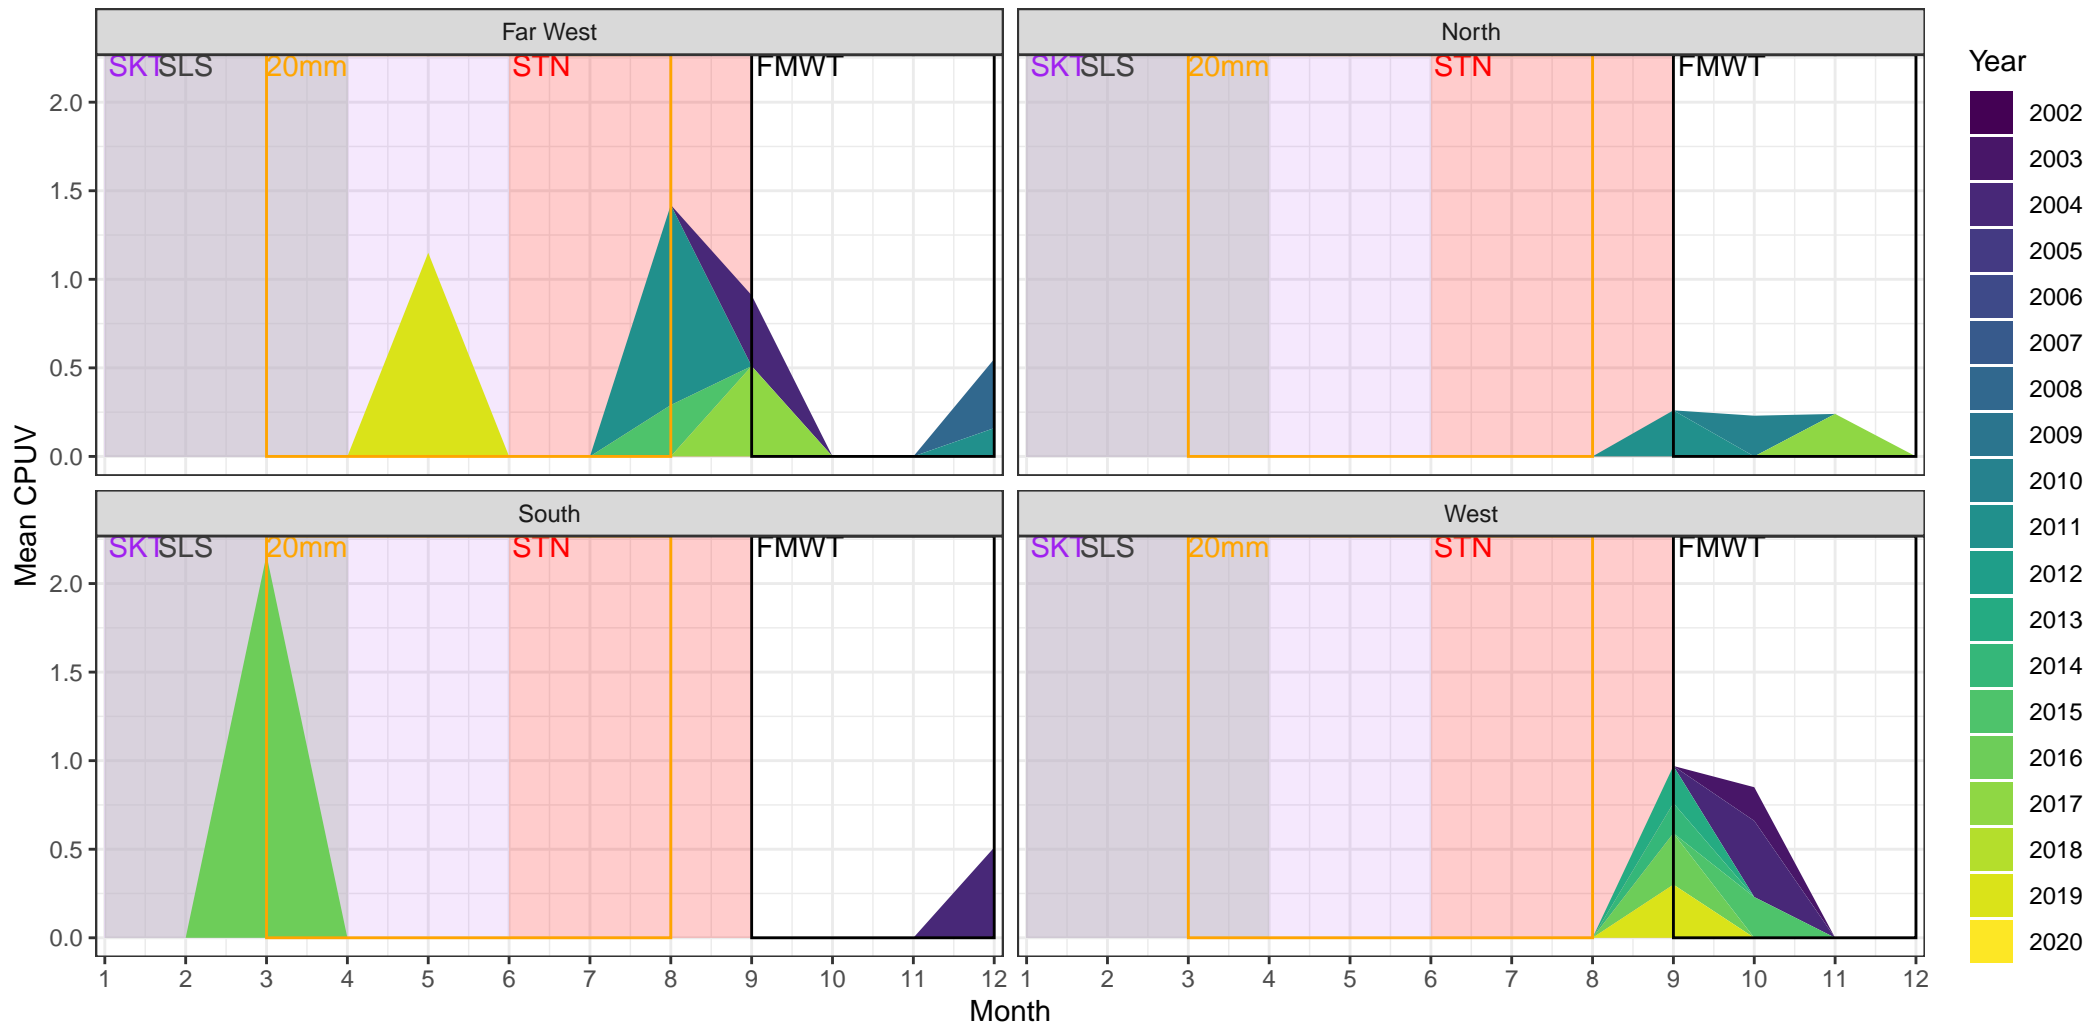 Far West
North
SKT SLS 20mm STN FMWT
SKT SLS 20mm STN FMWT
2.0
1.5
1.0
0.5
0.0
South
West
SKT SLS 20mm STN FMWT
SKT SLS 20mm STN FMWT
2.0
1.5
1.0
0.5
0.0
1 2 3 4 5 6 7 8 9 10 11 12
1 2 3 4 5 6 7 8 9 10 11 12
Month
Mean CPUV
Year
2002
2003
2004
2005
2006
2007
2008
2009
2010
2011
2012
2013
2014
2015
2016
2017
2018
2019
2020